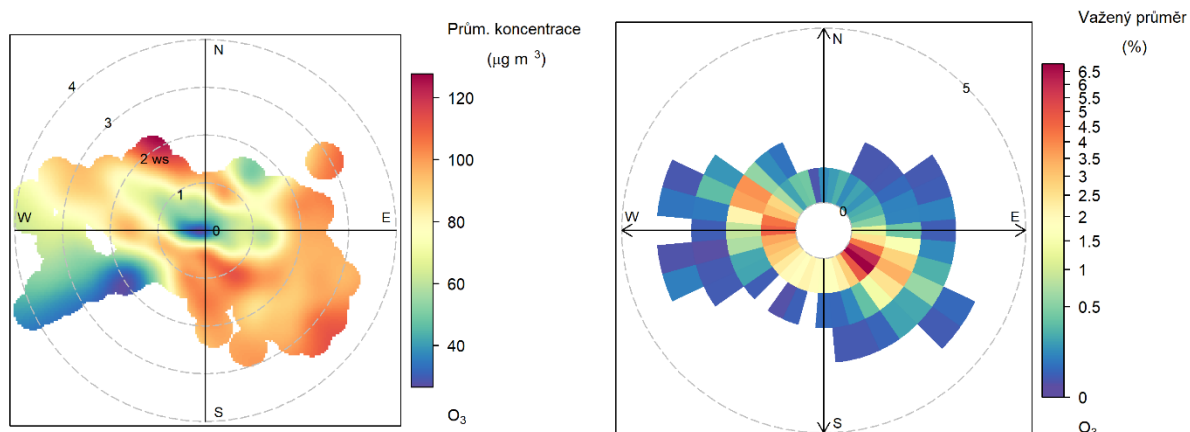 Prům. koncentrace
(μg m ³)
N
4
3
2 ws
1
W
0
E
S
120
100
80
60
40
O₃
Važený průměr
(%)
N
5
0
W
E
S
6.5
6
5.5
5
4.5
4
3.5
3
2.5
2
1.5
1
0.5
0
O₃